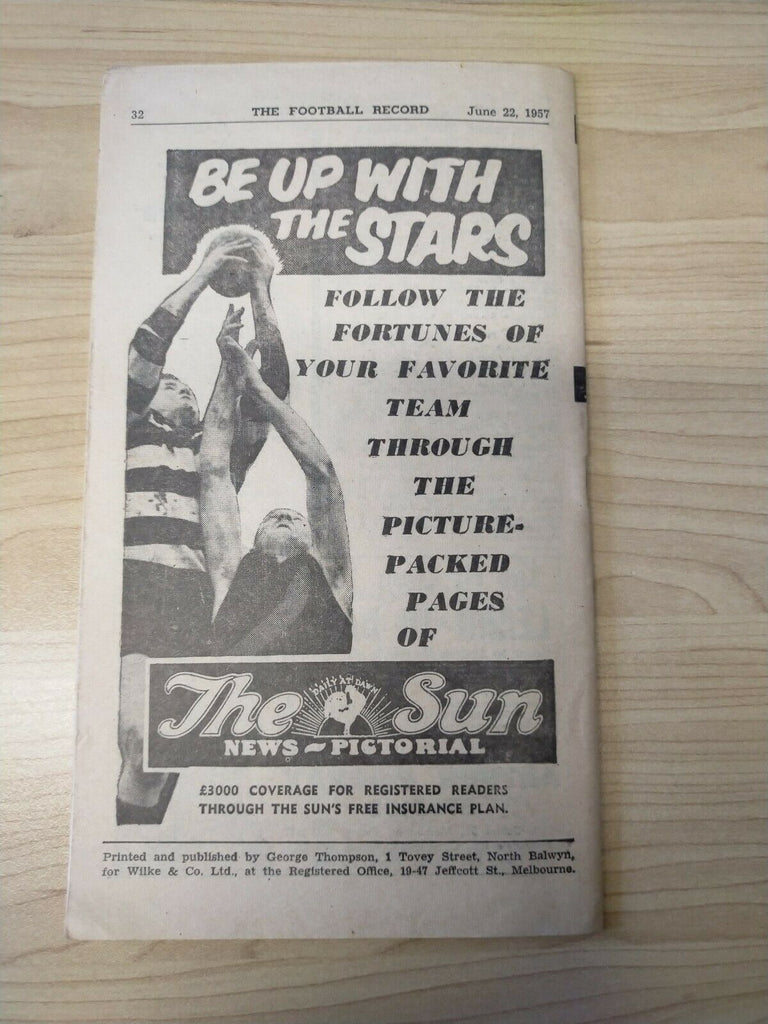 32 THE FOOTBALL RECORD June 22, 1957
BE UP WITH
THE STARS
FOLLOW THE
FORTUNES OF
YOUR FAVORITE
TEAM
THROUGH
THE
PICTURE-
PACKED
PAGES
OF
DAILY AT DAWN
The Sun
NEWS-PICTORIAL
£3000 COVERAGE FOR REGISTERED READERS
THROUGH THE SUN'S FREE INSURANCE PLAN.
Printed and published by George Thompson, 1 Tovey Street, North Balwyn,
for Wilke & Co. Ltd., at the Registered Office, 19-47 Jeffcott St., Melbourne.